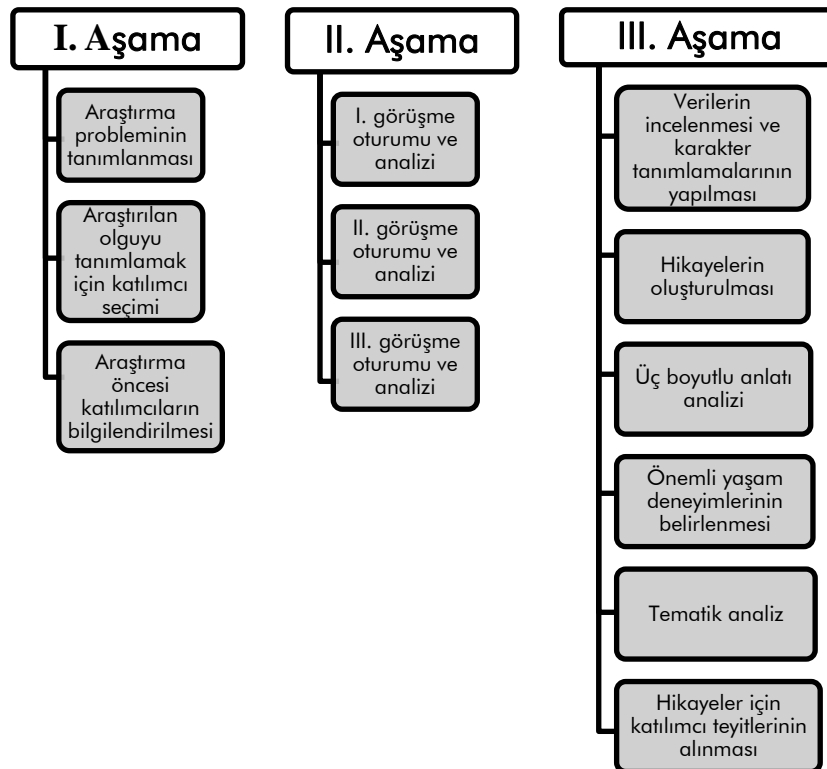 I. Aşama
Araştırma
probleminin
tanımlanması
Araştırılan
olguyu
tanımlamak
için katılımcı
seçimi
Araştırma
öncesi
katılımcıların
bilgilendirilmesi
II. Aşama
I. görüşme
oturumu ve
analizi
II. görüşme
oturumu ve
analizi
III. görüşme
oturumu ve
analizi
III. Aşama
Verilerin
incelenmesi ve
karakter
tanımlamalarının
yapılması
Hikayelerin
oluşturulması
Üç boyutlu anlatı
analizi
Önemli yaşam
deneyimlerinin
belirlenmesi
Tematik analiz
Hikayeler için
katılımcı teyitlerinin
alınması